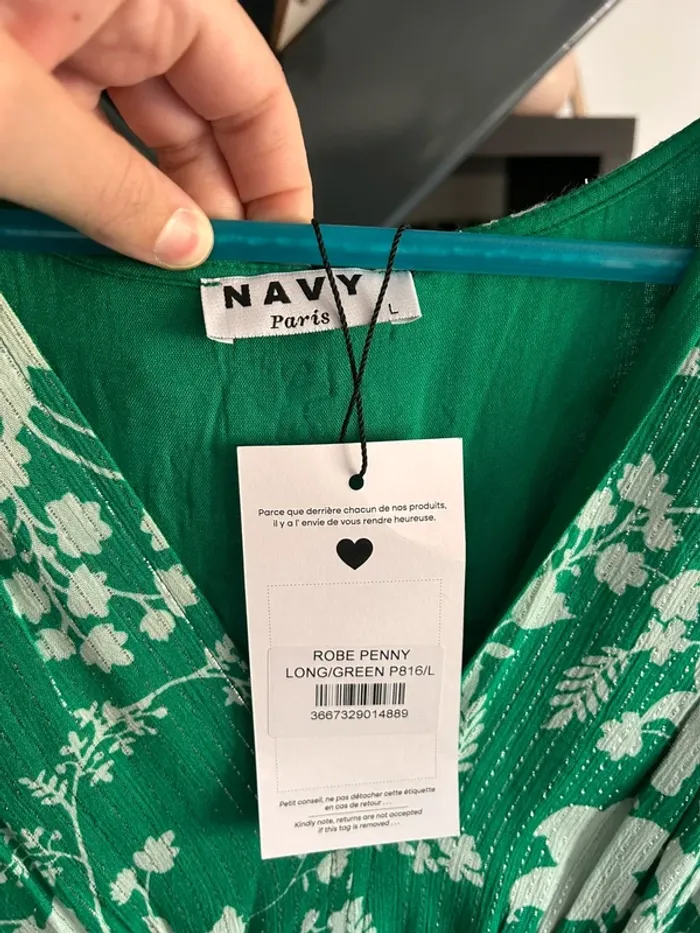 NAVY
Paris
L
Parce que derrière chacun de nos produits,
il y a l' envie de vous rendre heureuse.
ROBE PENNY
LONG/GREEN P816/L
3667329014889
Petit conseil, ne pas détacher cette étiquette
en cas de retour ...
Kindly note, returns are not accepted
if this tag is removed ...